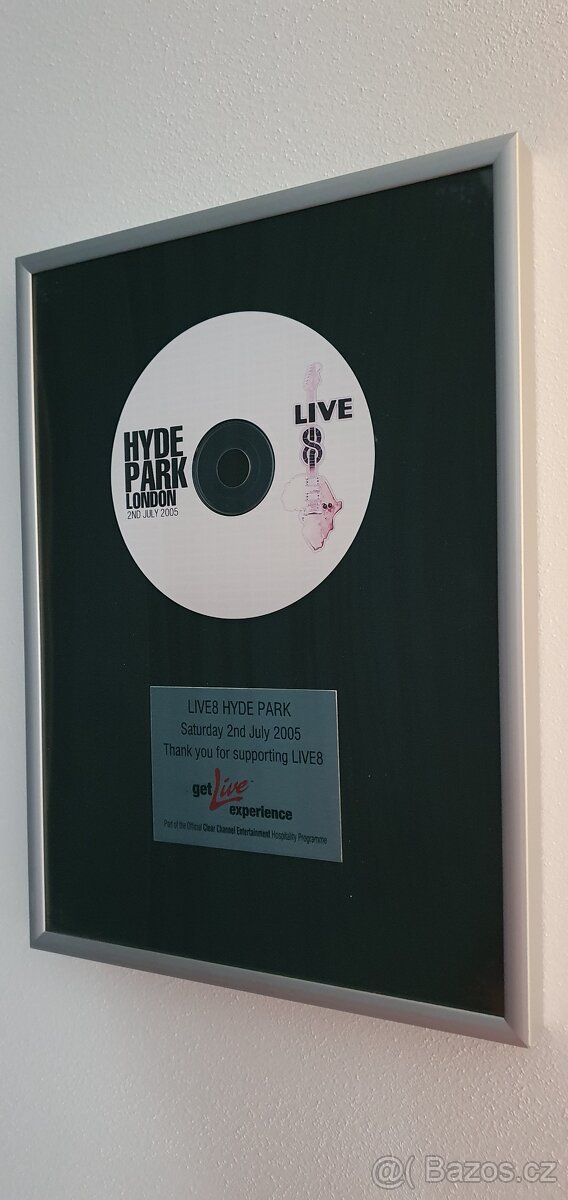 HYDE
PARK
LONDON
2ND JULY 2005
LIVE
8
LIVE8 HYDE PARK
Saturday 2nd July 2005
Thank you for supporting LIVE8
get Live
experience
Part of the Official Clear Channel Entertainment Hospitality Programme
@( Bazos.cz